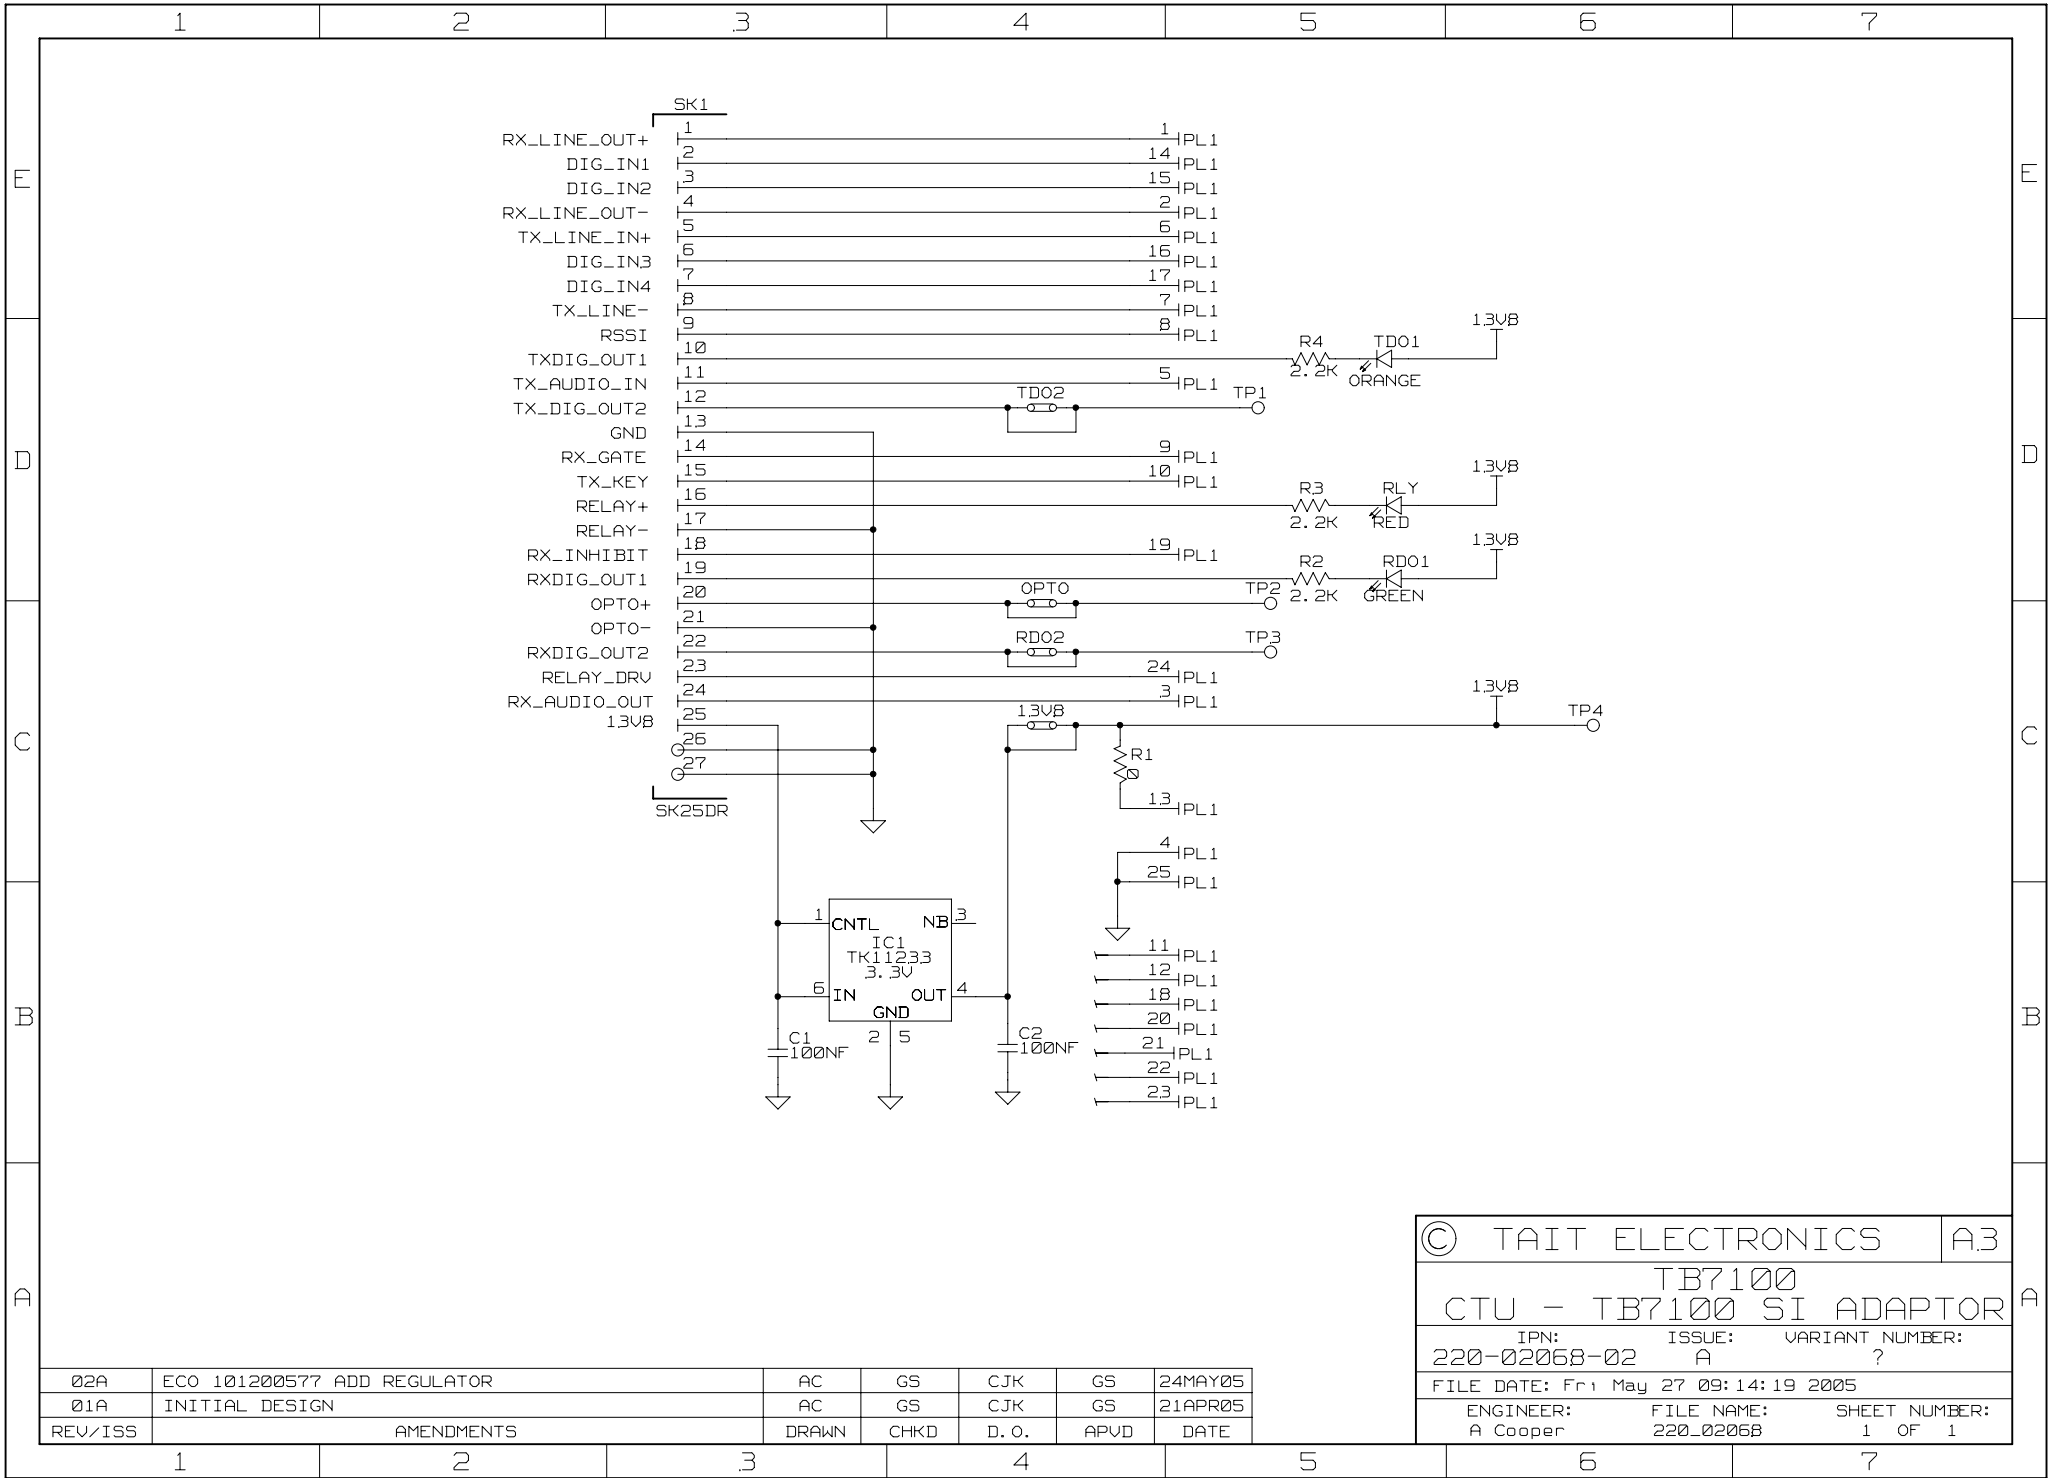 1 2 3 4 5 6 7
SK1
RX_LINE_OUT+ 1 1 PL1
DIG_IN1 2 14 PL1
E DIG_IN2 3 15 PL1 E
RX_LINE_OUT- 4 2 PL1
TX_LINE_IN+ 5 6 PL1
DIG_IN3 6 16 PL1
DIG_IN4 7 17 PL1
TX_LINE- 8 7 PL1
RSSI 9 8 PL1 13V8
TXDIG_OUT1 10 R4 2.2K TDO1 ORANGE
TX_AUDIO_IN 11 5 PL1
TX_DIG_OUT2 12 TDO2 TP1
GND 13
D RX_GATE 14 9 PL1 13V8 D
TX_KEY 15 10 PL1
RELAY+ 16 R3 2.2K RLY RED
RELAY- 17 13V8
RX_INHIBIT 18 19 PL1
RXDIG_OUT1 19 R2 2.2K RDO1 GREEN
OPTO+ 20 OPTO TP2
OPTO- 21
RXDIG_OUT2 22 RDO2 TP3
RELAY_DRV 23 24 PL1
RX_AUDIO_OUT 24 3 PL1 13V8
13V8 25 13V8 TP4
C 26 R1 0 C
27
SK25DR 13 PL1
4 PL1
25 PL1
1 CNTL NB 3
IC1
TK11233
3.3V
6 IN OUT 4
GND
2 5
C1
100NF
C2
100NF
11 PL1
12 PL1
18 PL1
20 PL1
21 PL1
22 PL1
23 PL1
B B
© TAIT ELECTRONICS A3
TB7100
CTU - TB7100 SI ADAPTOR
A A
IPN: ISSUE: VARIANT NUMBER:
220-02068-02 A ?
FILE DATE: Fri May 27 09:14:19 2005
ENGINEER: FILE NAME: SHEET NUMBER:
A Cooper 220_02068 1 OF 1
02A ECO 101200577 ADD REGULATOR AC GS CJK GS 24MAY05
01A INITIAL DESIGN AC GS CJK GS 21APR05
REV/ISS AMENDMENTS DRAWN CHKD D.O. APVD DATE
1 2 3 4 5 6 7